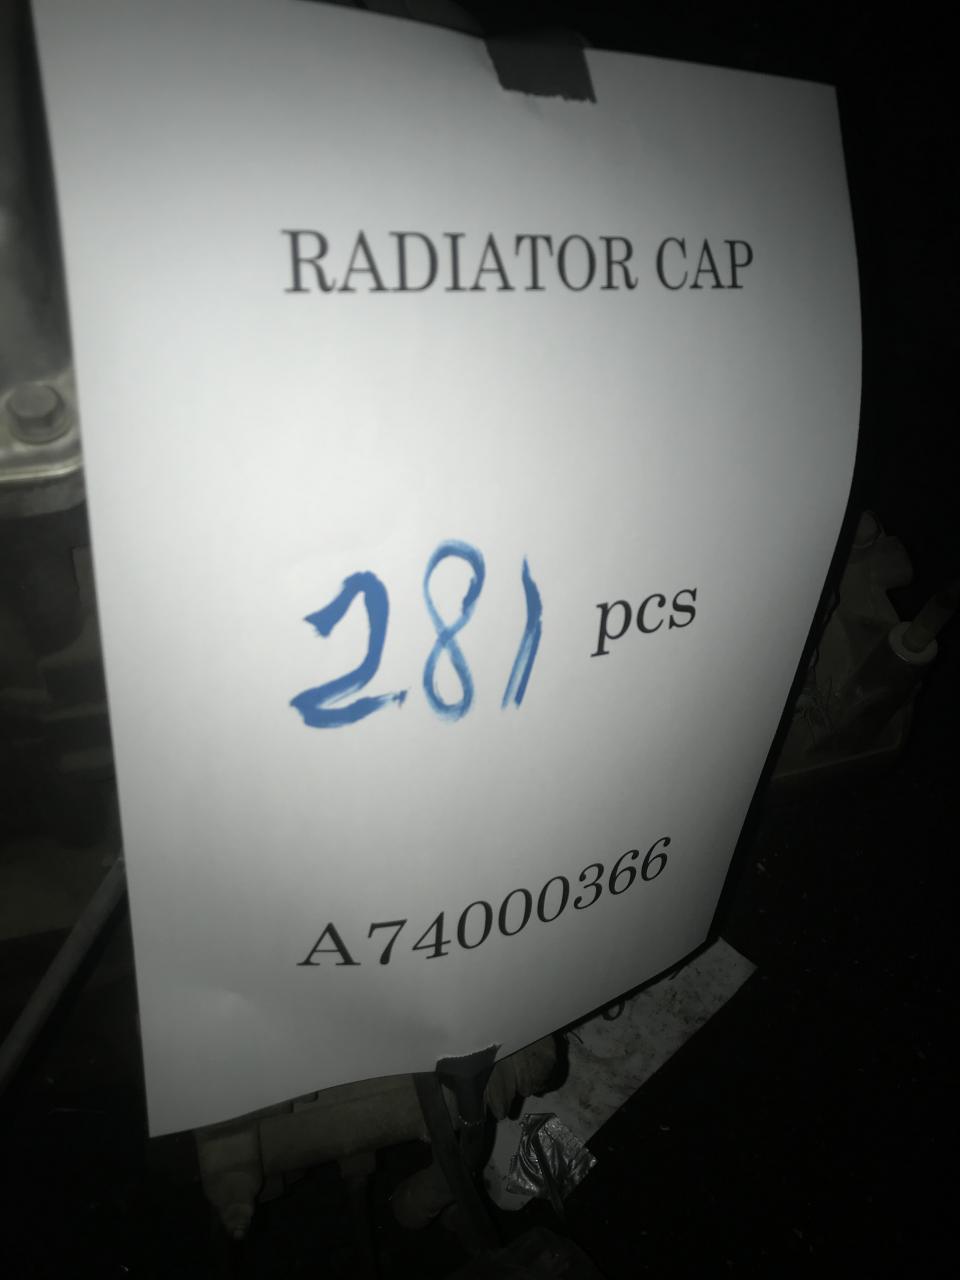 RADIATOR CAP
281 pcs
A74000366